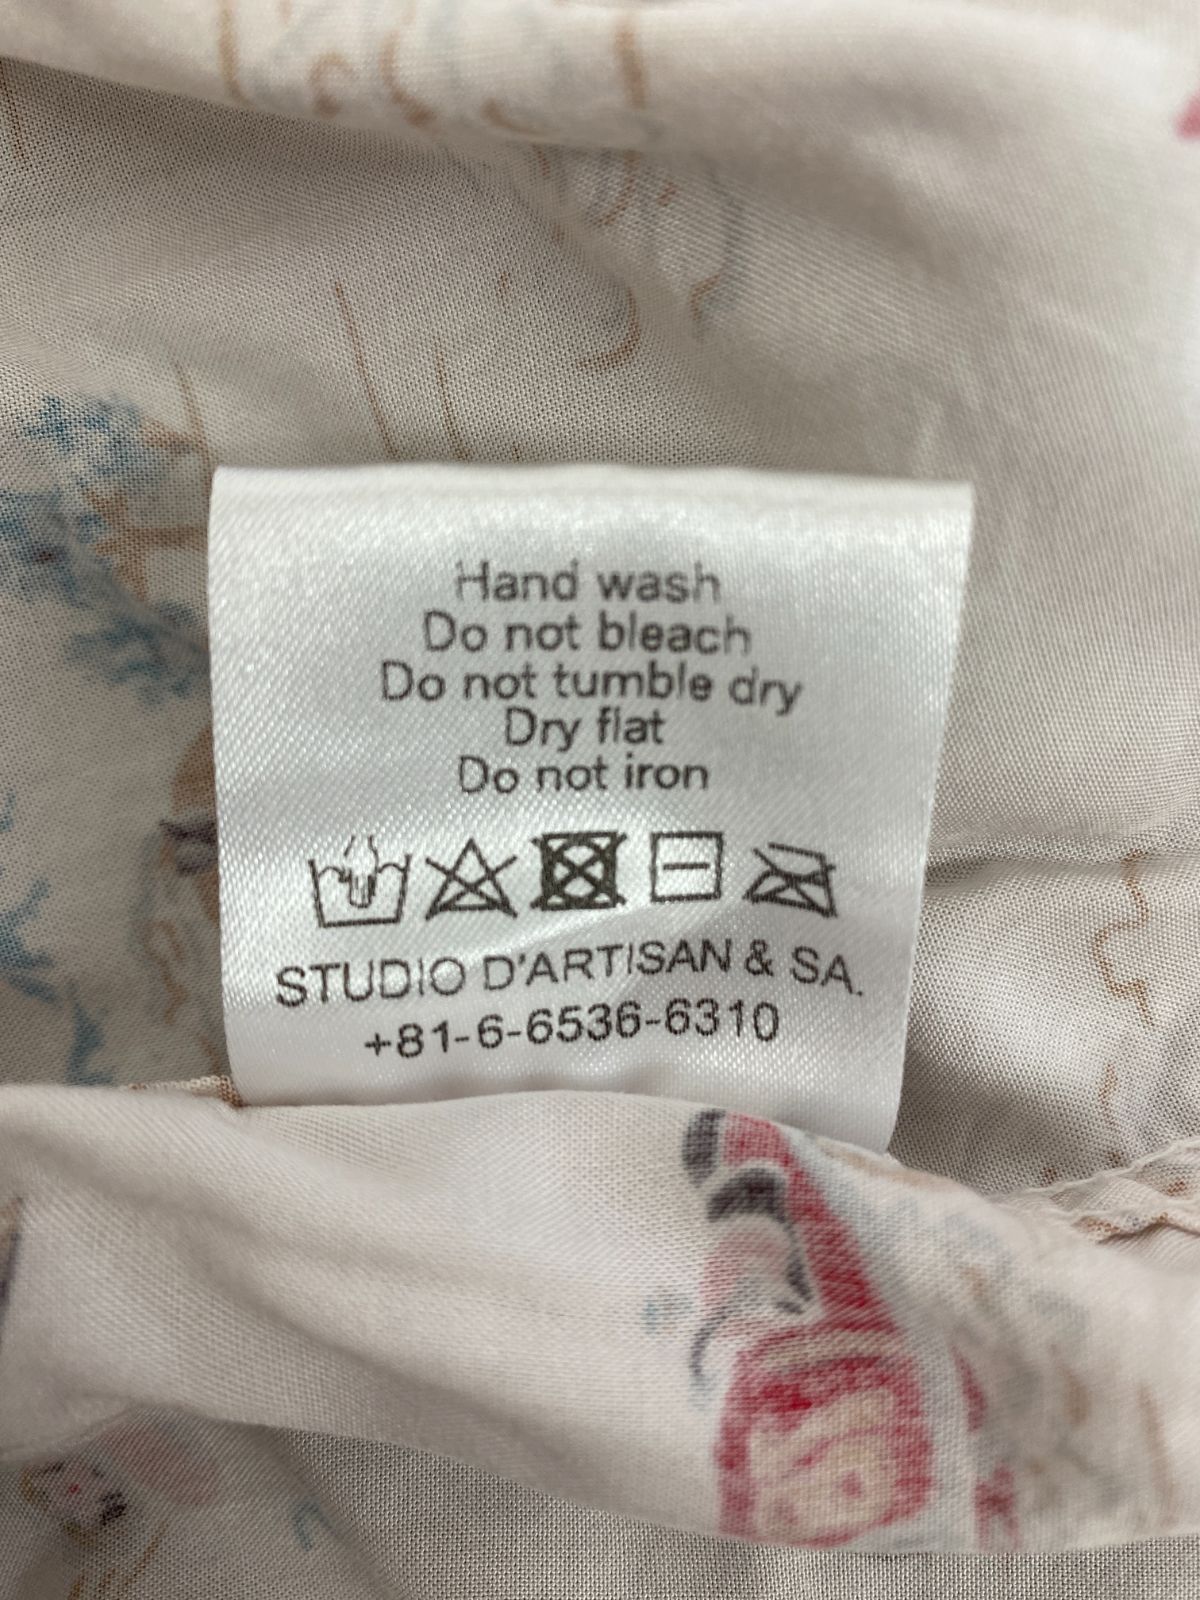 Hand wash
Do not bleach
Do not tumble dry
Dry flat
Do not iron
STUDIO D'ARTISAN & SA.
+81-6-6536-6310